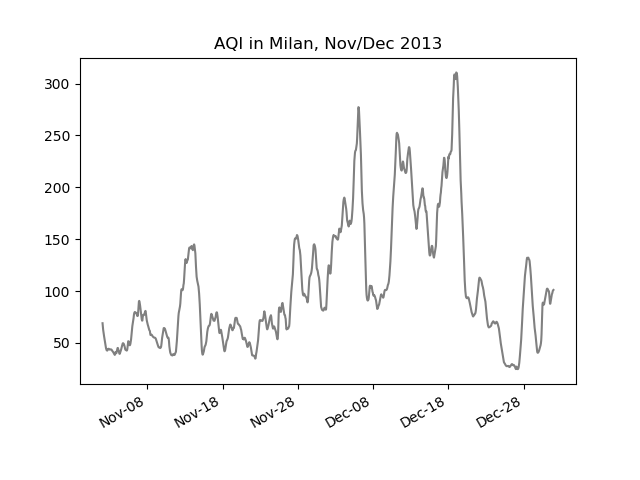 AQI in Milan, Nov/Dec 2013
300
250
200
150
100
50
Nov-08
Nov-18
Nov-28
Dec-08
Dec-18
Dec-28